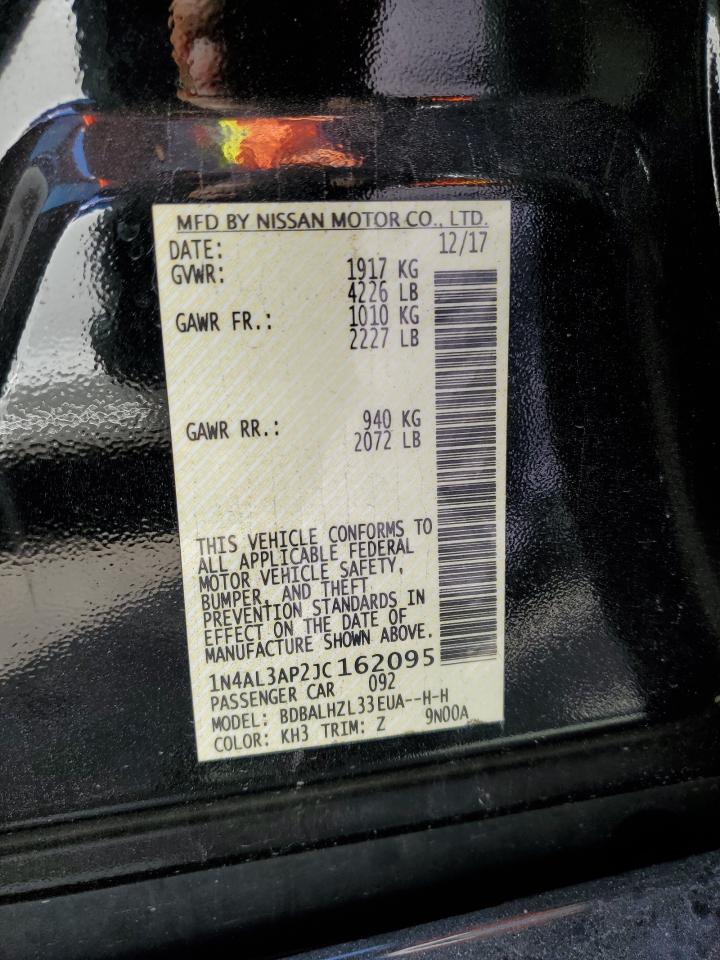 MFD BY NISSAN MOTOR CO., LTD.
DATE: 12/17
GVWR: 1917 KG
4226 LB
GAWR FR.: 1010 KG
2227 LB
GAWR RR.: 940 KG
2072 LB
THIS VEHICLE CONFORMS TO
ALL APPLICABLE FEDERAL
MOTOR VEHICLE SAFETY,
BUMPER, AND THEFT
PREVENTION STANDARDS IN
EFFECT ON THE DATE OF
MANUFACTURE SHOWN ABOVE.
1N4AL3AP2JC162095
PASSENGER CAR 092
MODEL: BDBALHZL33EUA--H-H
COLOR: KH3 TRIM: Z 9N00A